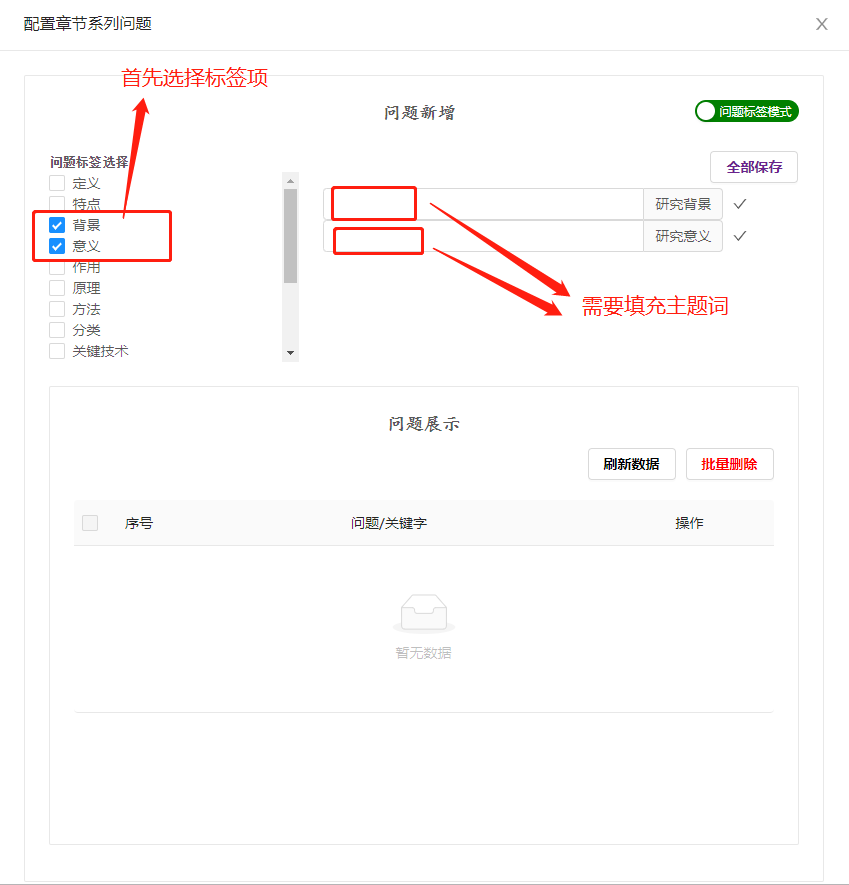 配置章节系列问题
首先选择标签项
问题新增
问题标签模式
问题标签选择
全部保存
定义
特点
背景
意义
作用
原理
方法
分类
关键技术
研究背景
研究意义
需要填充主题词
问题展示
刷新数据
批量删除
序号
问题/关键字
操作
暂无数据